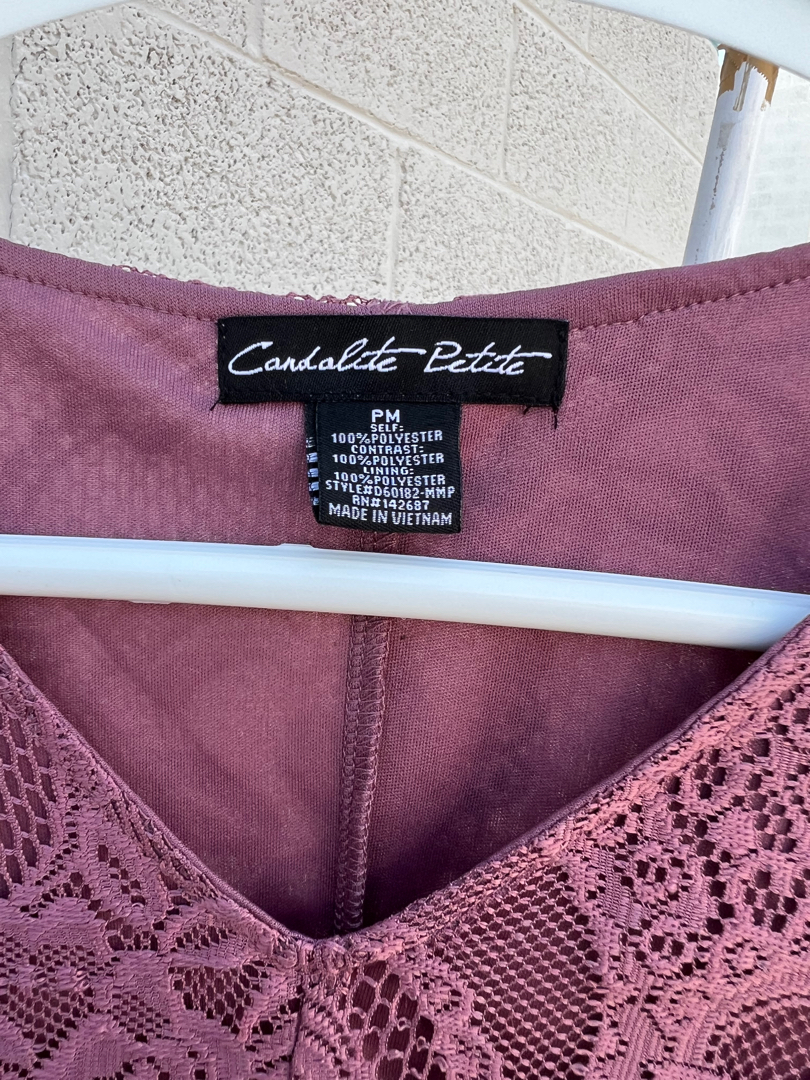 Candalite Petite
PM
SELF:
100%POLYESTER
CONTRAST:
100%POLYESTER
LINING:
100%POLYESTER
STYLE#D60182-MMP
RN#142687
MADE IN VIETNAM